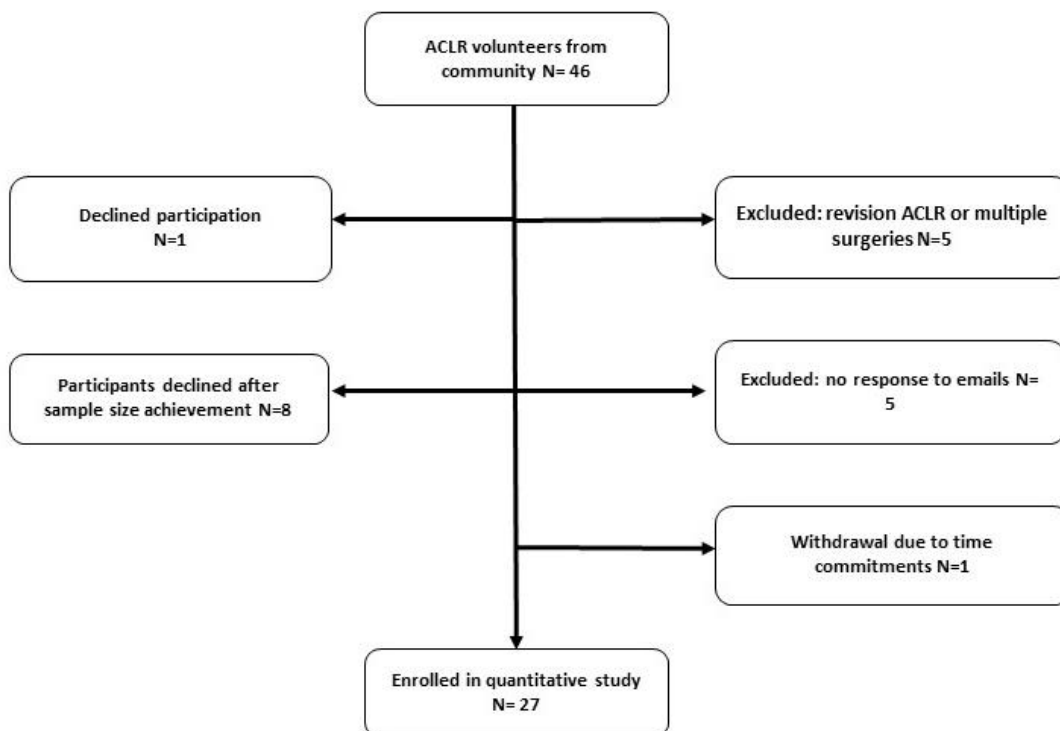 ACLR volunteers from
community N= 46
Declined participation
N=1
Excluded: revision ACLR or multiple
surgeries N=5
Participants declined after
sample size achievement N=8
Excluded: no response to emails N=
5
Withdrawal due to time
commitments N=1
Enrolled in quantitative study
N= 27